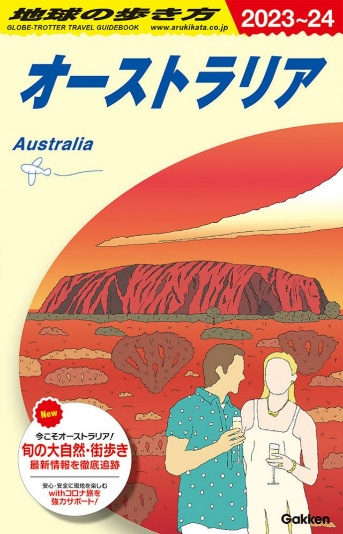 地球の歩き方
GLOBE-TROTTER TRAVEL GUIDEBOOK www.arukikata.co.jp
2023~24
オーストラリア
Australia
New
今こそオーストラリア!
旬の大自然・街歩き
最新情報を徹底追跡
安心・安全に現地を楽しむ
withコロナ旅を
強力サポート!
Gakken